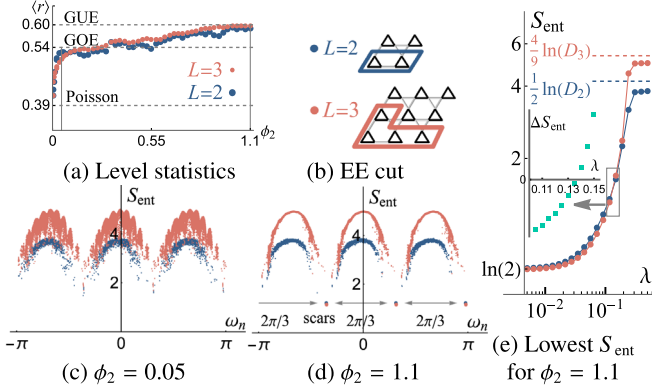 ⟨r⟩
0.60
GUE
0.54
GOE
L=3
L=2
0.39
Poisson
0
0.55
1.1
ϕ2
(a) Level statistics
L=2
L=3
(b) EE cut
Sent
6
4/9 ln(D3)
4
1/2 ln(D2)
ΔSent
2
0
λ
0.11
0.13
0.15
ln(2)
λ
10⁻²
10⁻¹
(e) Lowest Sent
for ϕ2 = 1.1
Sent
4
2
−π
0
π
ωn
(c) ϕ2 = 0.05
Sent
4
2
scars
2π/3
2π/3
2π/3
−π
0
π
ωn
(d) ϕ2 = 1.1